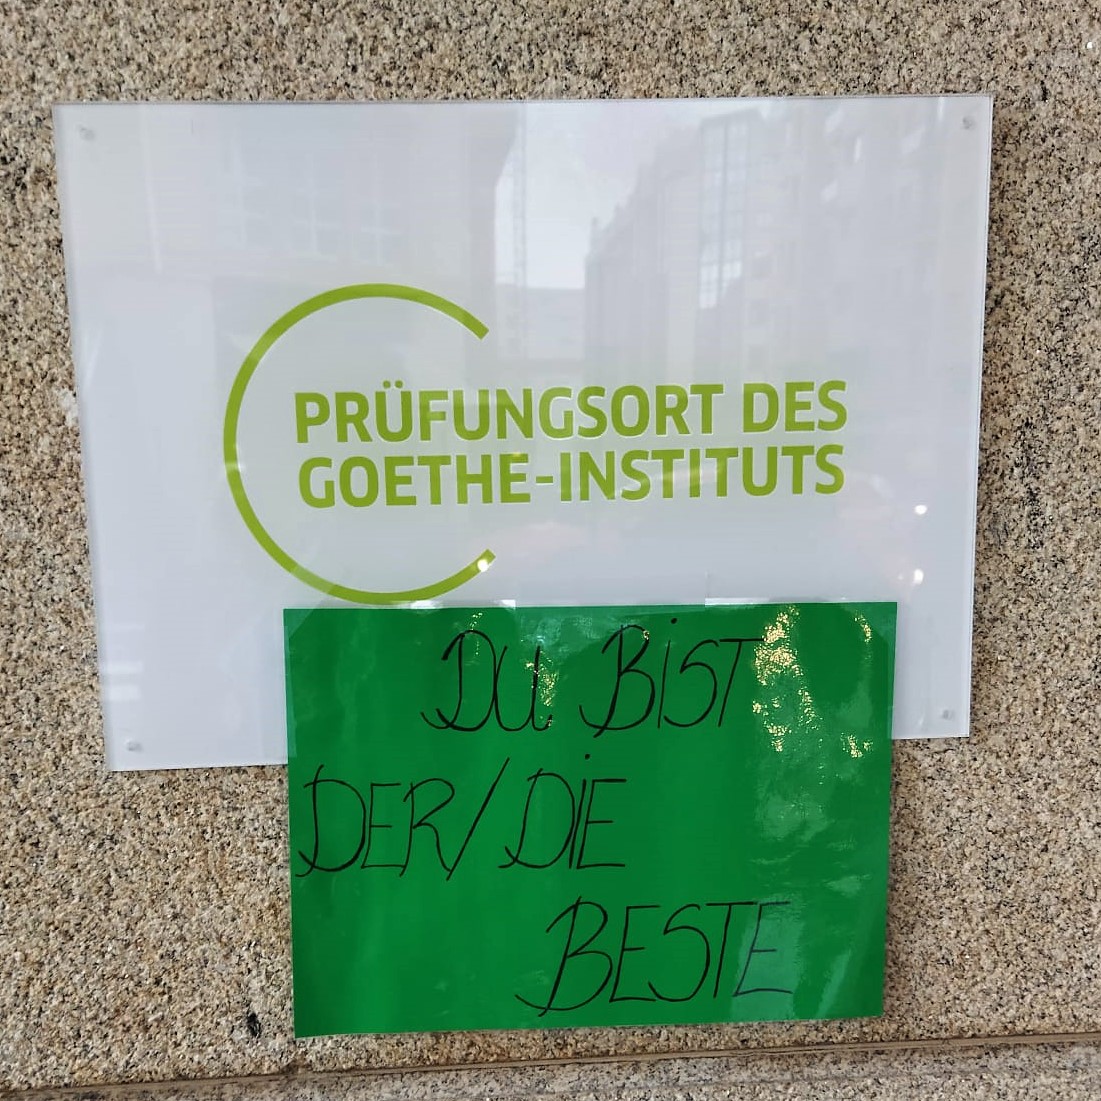 PRÜFUNGSORT DES
GOETHE-INSTITUTS
DU BIST
DER/DIE
BESTE